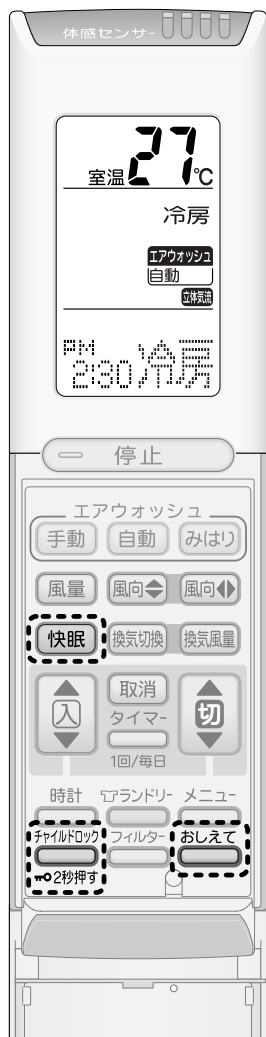 体感センサー
室温 27℃
冷房
エアウォッシュ
自動
立体気流
PM 冷房
2:30
停止
エアウォッシュ
手動 自動 みはり
風量 風向 風向
快眠 換気切換 換気風量
入 取消 切
タイマー
1回/毎日
時計 ランドリー メニュー
チャイルドロック フィルター おしえて
2秒押す